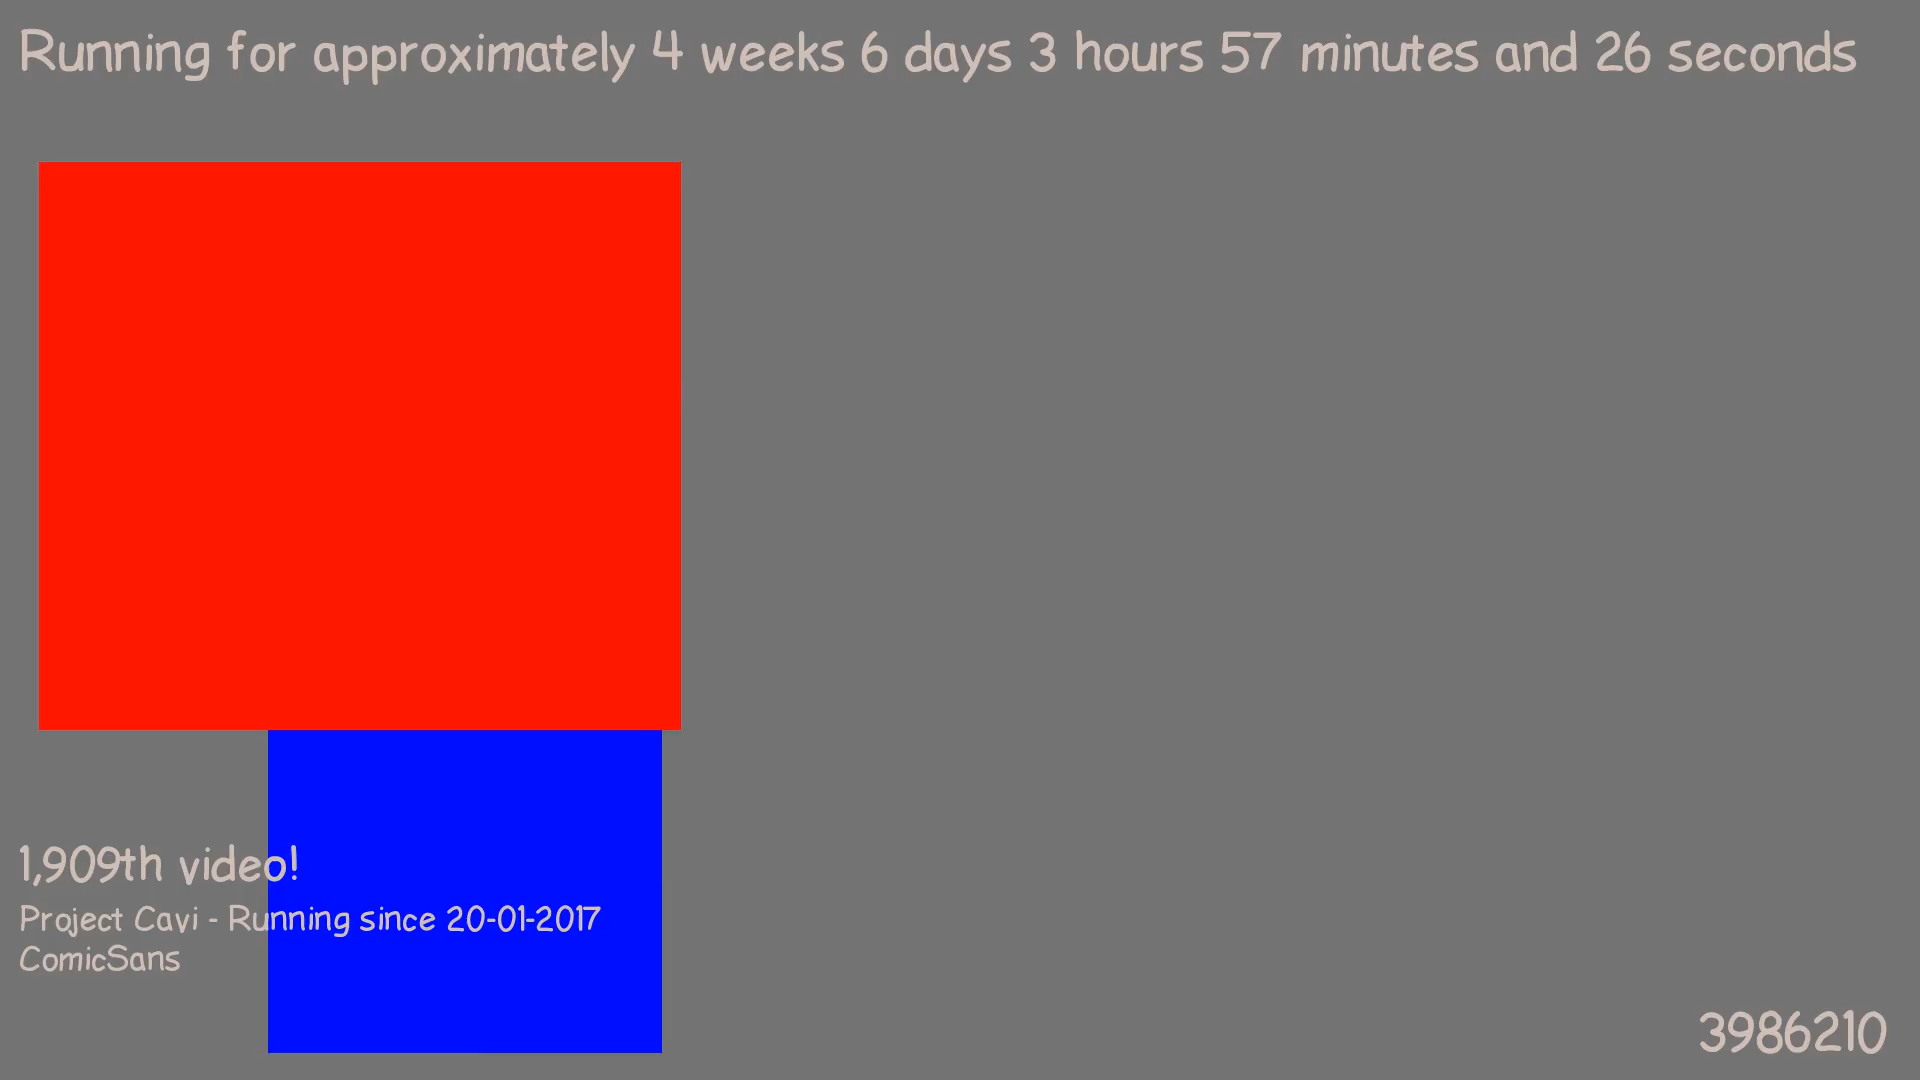 Running for approximately 4 weeks 6 days 3 hours 57 minutes and 26 seconds
1,909th video!
Project Cavi - Running since 20-01-2017
ComicSans
3986210